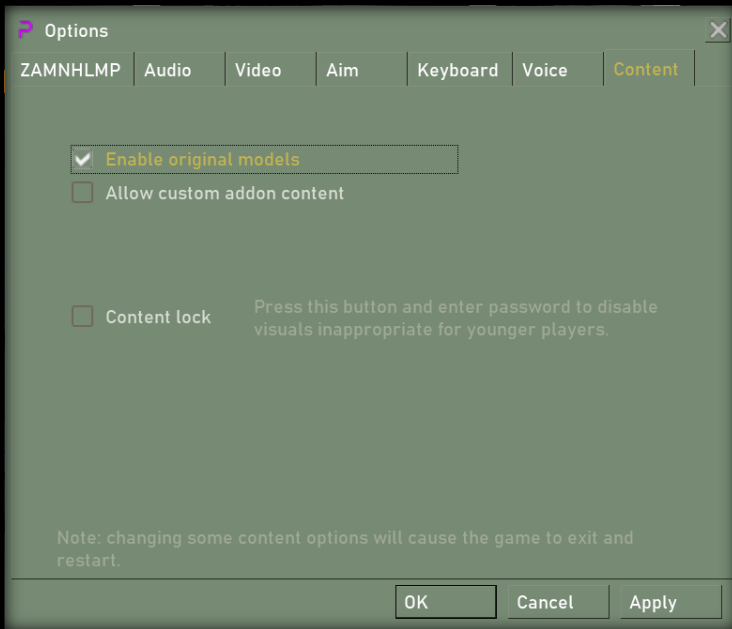 Options
ZAMNHLMP Audio Video Aim Keyboard Voice Content
Enable original models
Allow custom addon content
Content lock
Press this button and enter password to disable
visuals inappropriate for younger players.
Note: changing some content options will cause the game to exit and
restart.
OK Cancel Apply